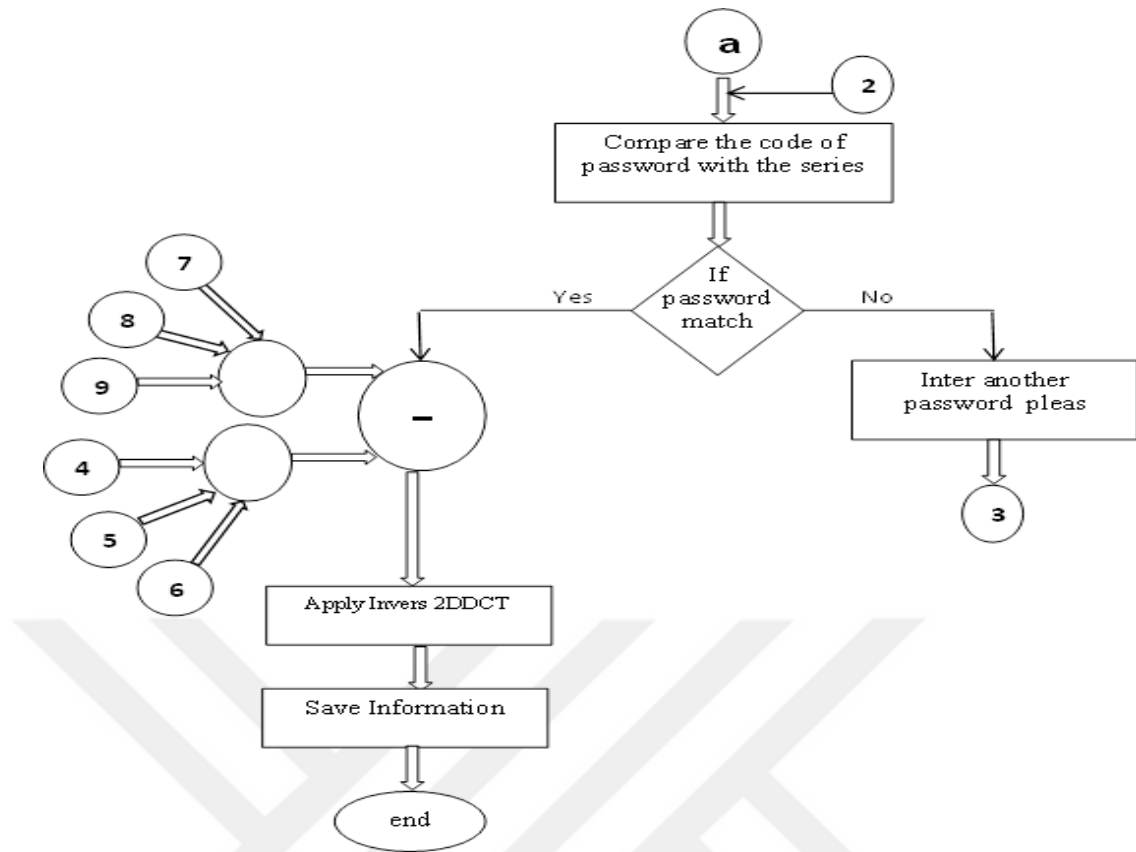 a
2
Compare the code of
password with the series
If
password
match
Yes
No
7
8
9
4
5
6
–
Inter another
password pleas
3
Apply Invers 2DDCT
Save Information
end